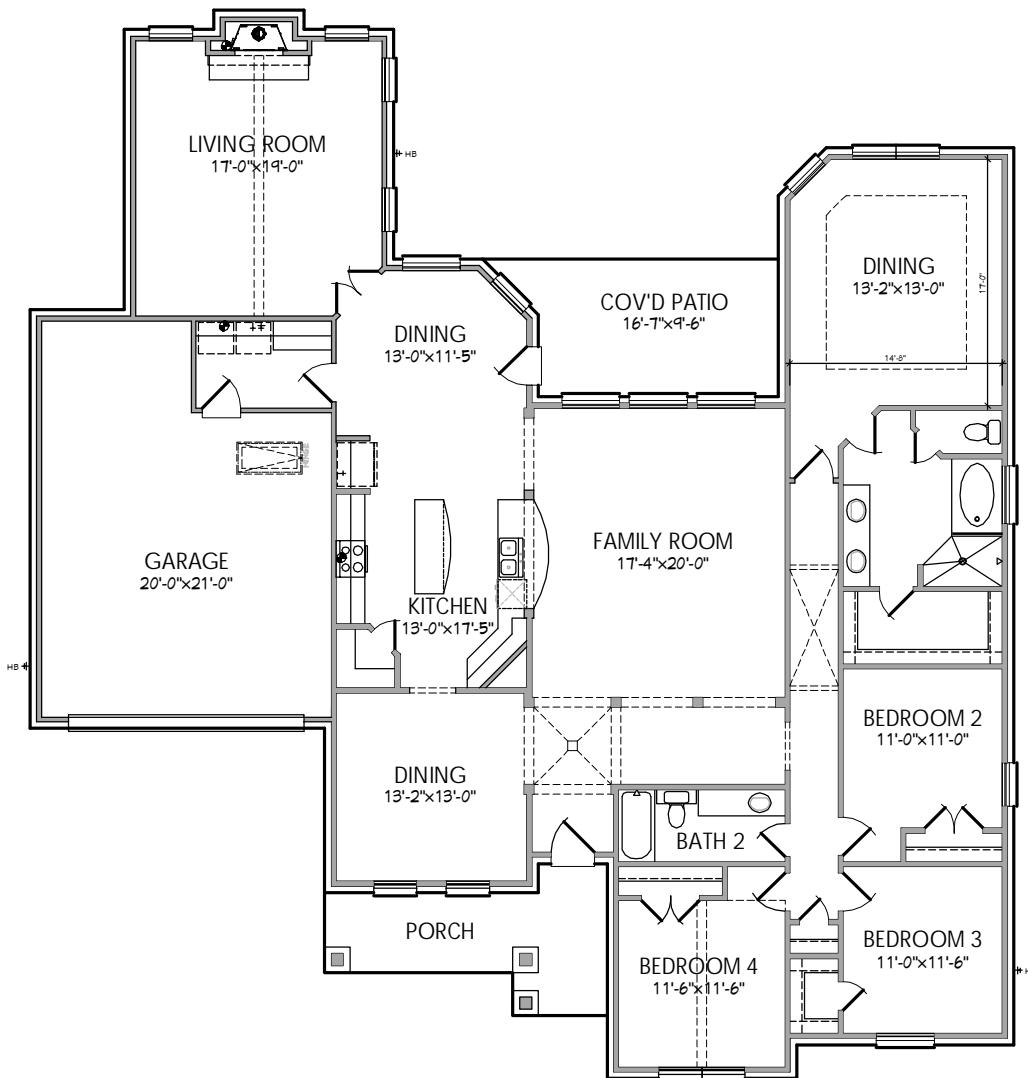 LIVING ROOM
17'-0"x19'-0"
HB
DINING
13'-2"x13'-0"
17'-0"
14'-8"
COV'D PATIO
16'-7"x9'-6"
DINING
13'-0"x11'-5"
GARAGE
20'-0"x21'-0"
FAMILY ROOM
17'-4"x20'-0"
KITCHEN
13'-0"x17'-5"
HB
BEDROOM 2
11'-0"x11'-0"
DINING
13'-2"x13'-0"
BATH 2
PORCH
BEDROOM 3
11'-0"x11'-6"
BEDROOM 4
11'-6"x11'-6"